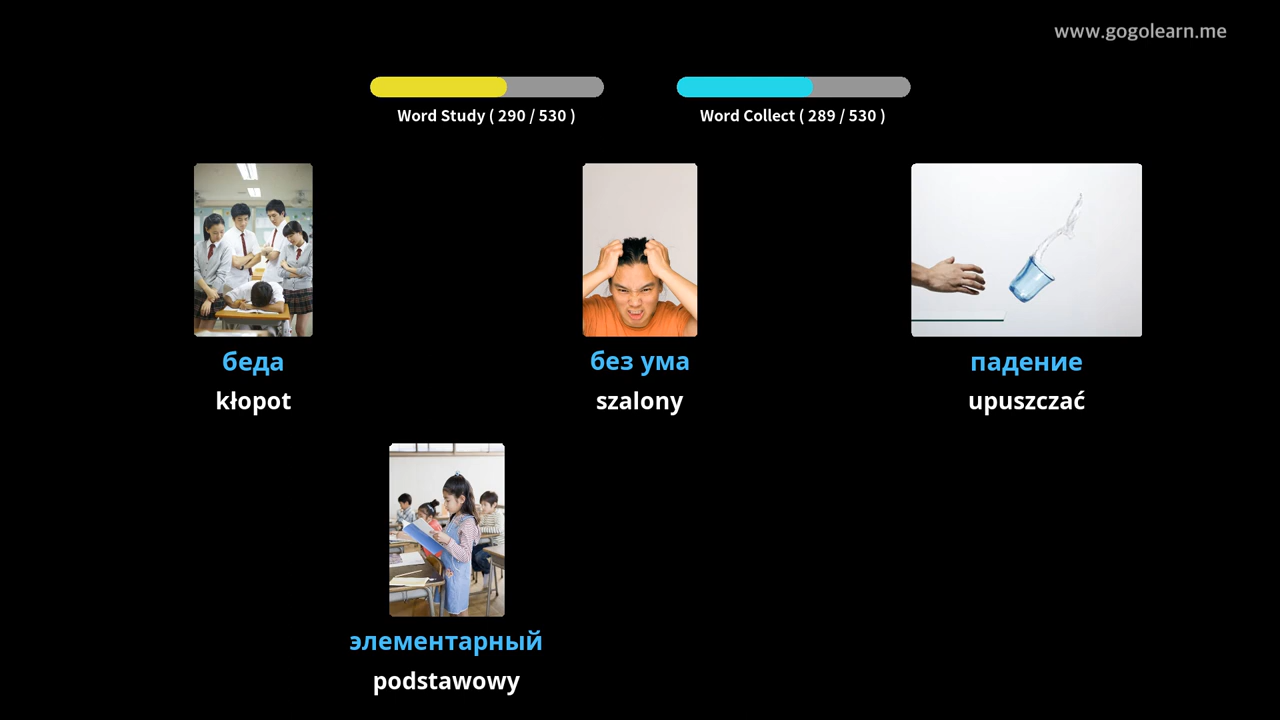 www.gogolearn.me
Word Study ( 290 / 530 )
Word Collect ( 289 / 530 )
беда
kłopot
без ума
szalony
падение
upuszczać
элементарный
podstawowy